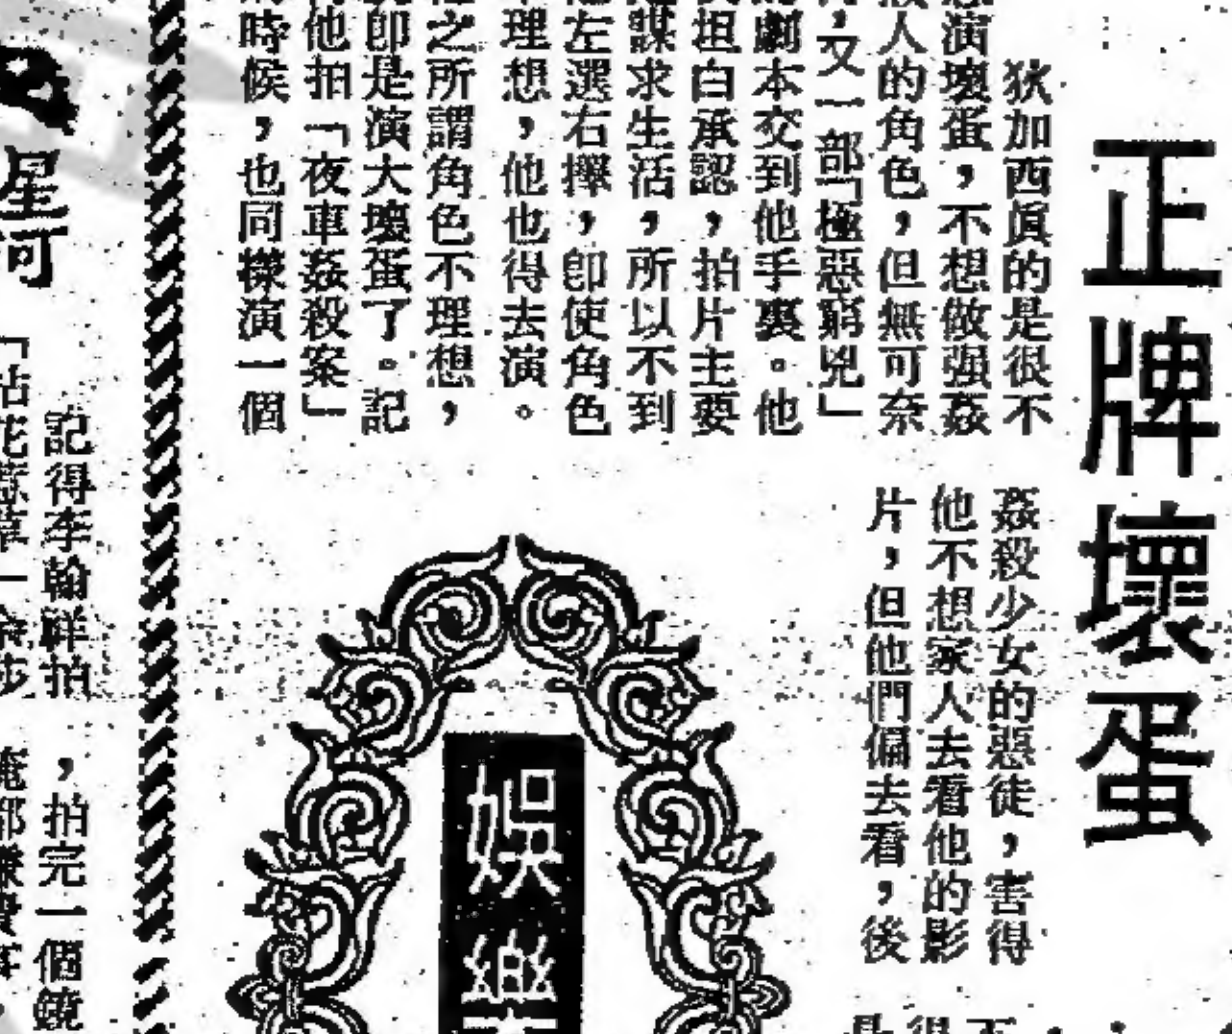 正牌壞蛋
狄加西眞的是很不
演壞蛋，不想做强姦
人的角色，但無可奈
，又一部「極惡窮兇」
劇本交到他手裏。他
坦白承認，拍片主要
謀求生活，所以不到
左選右擇，卽使角色
理想，他也得去演。
之所謂角色不理想，
卽是演大壞蛋了。記
他拍「夜車姦殺案」
時候，也同樣演一個
姦殺少女的惡徒，害得
他不想家人去看他的影
片，但他們偏去看，後
娛樂
星河
記得李翰祥拍
，拍完一個鏡